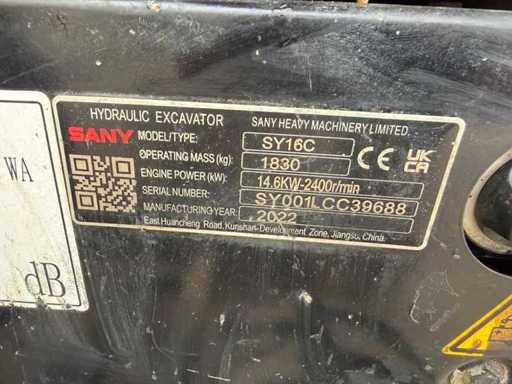 HYDRAULIC EXCAVATOR SANY HEAVY MACHINERY LIMITED.
SANY
MODEL/TYPE: SY16C
OPERATING MASS (kg): 1830
ENGINE POWER (kW): 14.6KW-2400r/min
SERIAL NUMBER: SY001LCC39688
MANUFACTURING YEAR: 2022
East Huancheng Road, Kunshan-Development Zone, Jiangsu, China.
CE UK CA
WA
dB